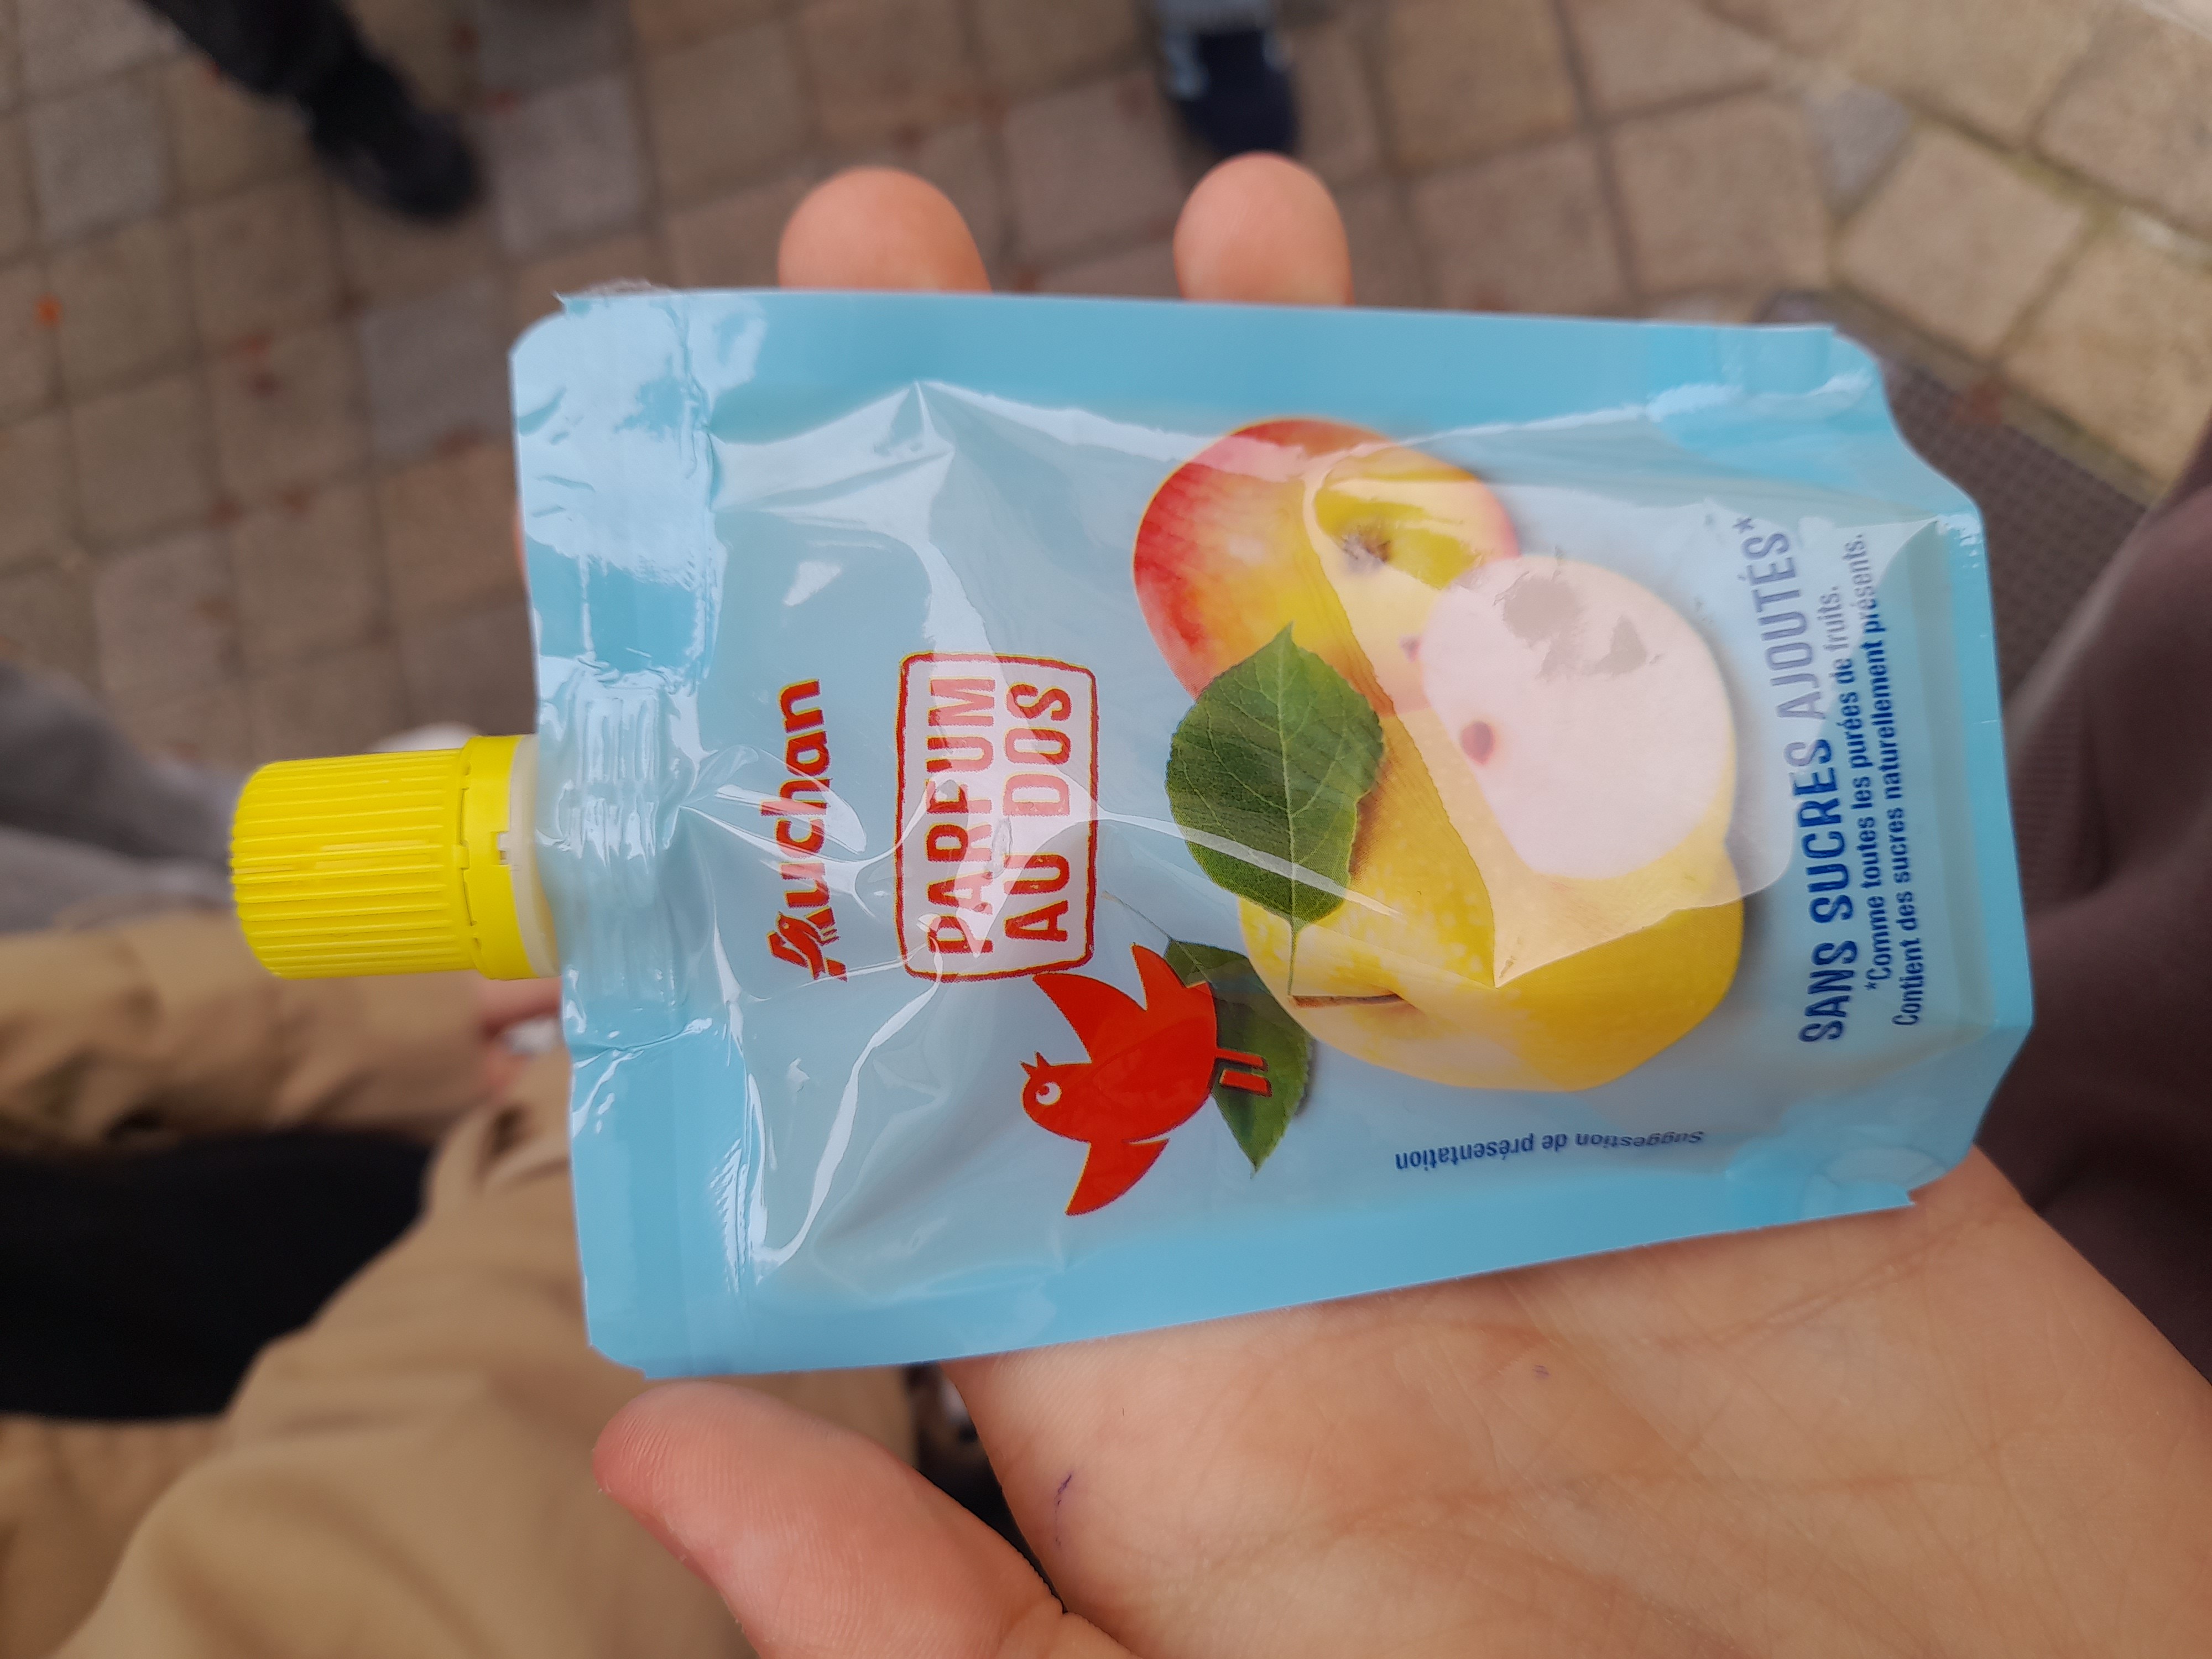 Auchan
PARFUM
AU DOS
Suggestion de présentation
SANS SUCRES AJOUTÉS*
*Comme toutes les purées de fruits.
Contient des sucres naturellement présents.